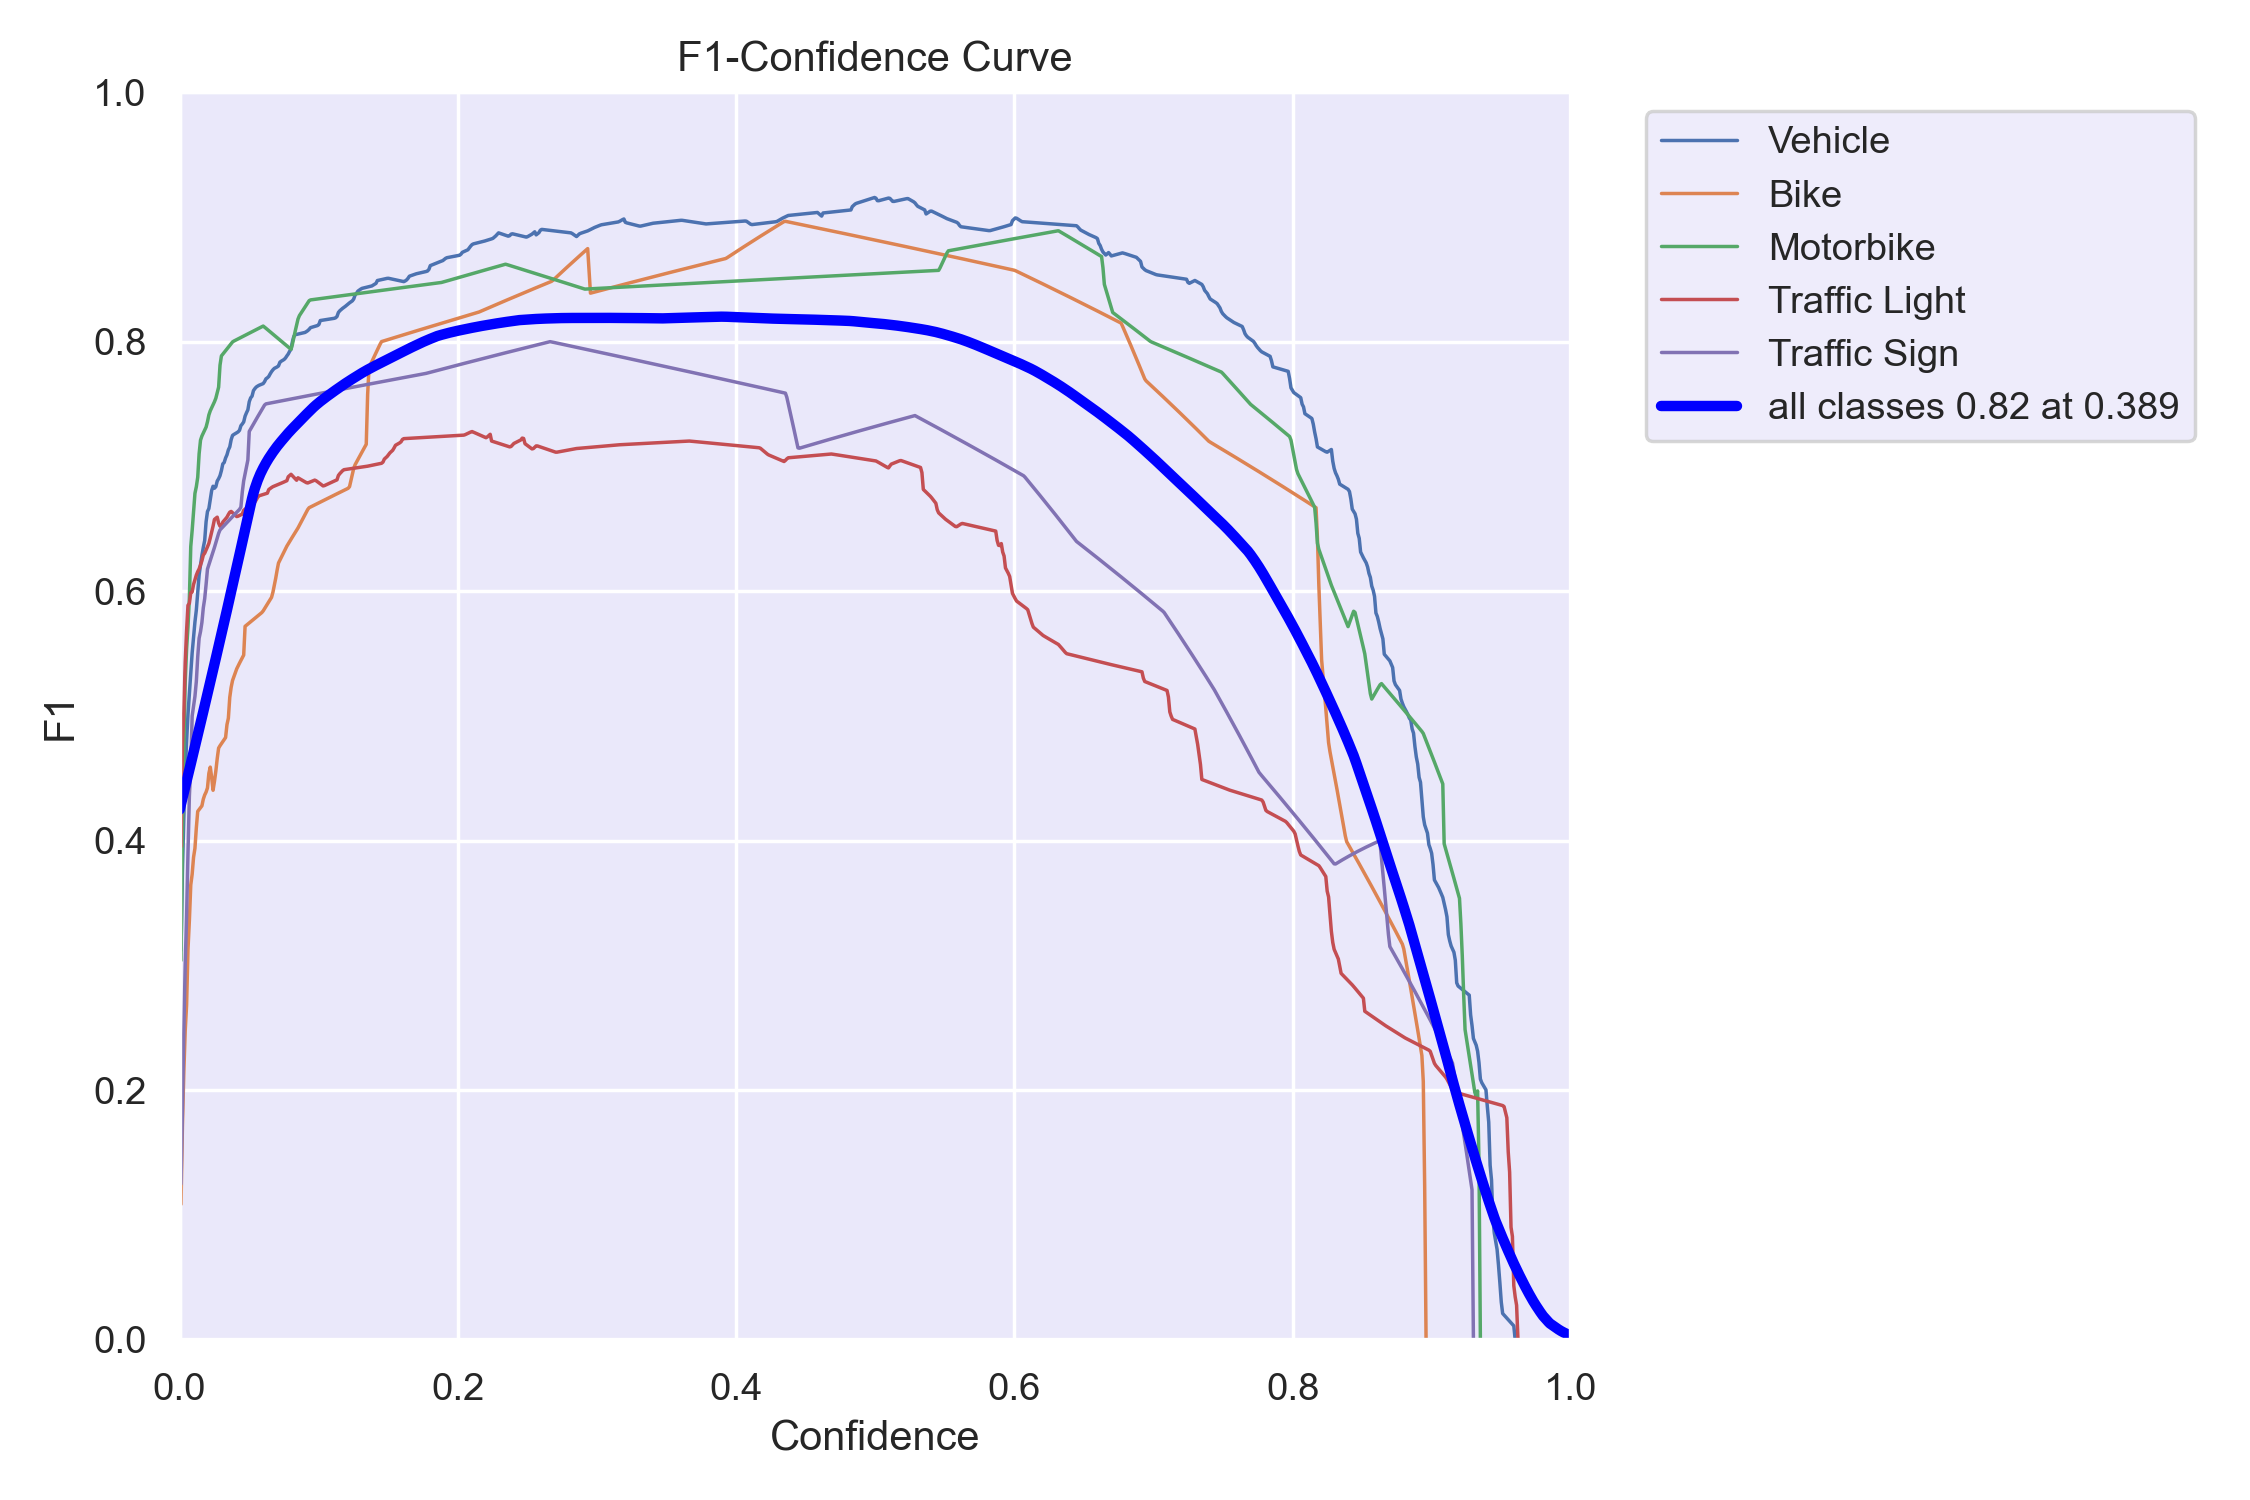 F1-Confidence Curve
1.0
0.8
0.6
0.4
0.2
0.0
F1
0.0 0.2 0.4 0.6 0.8 1.0
Confidence
Vehicle
Bike
Motorbike
Traffic Light
Traffic Sign
all classes 0.82 at 0.389